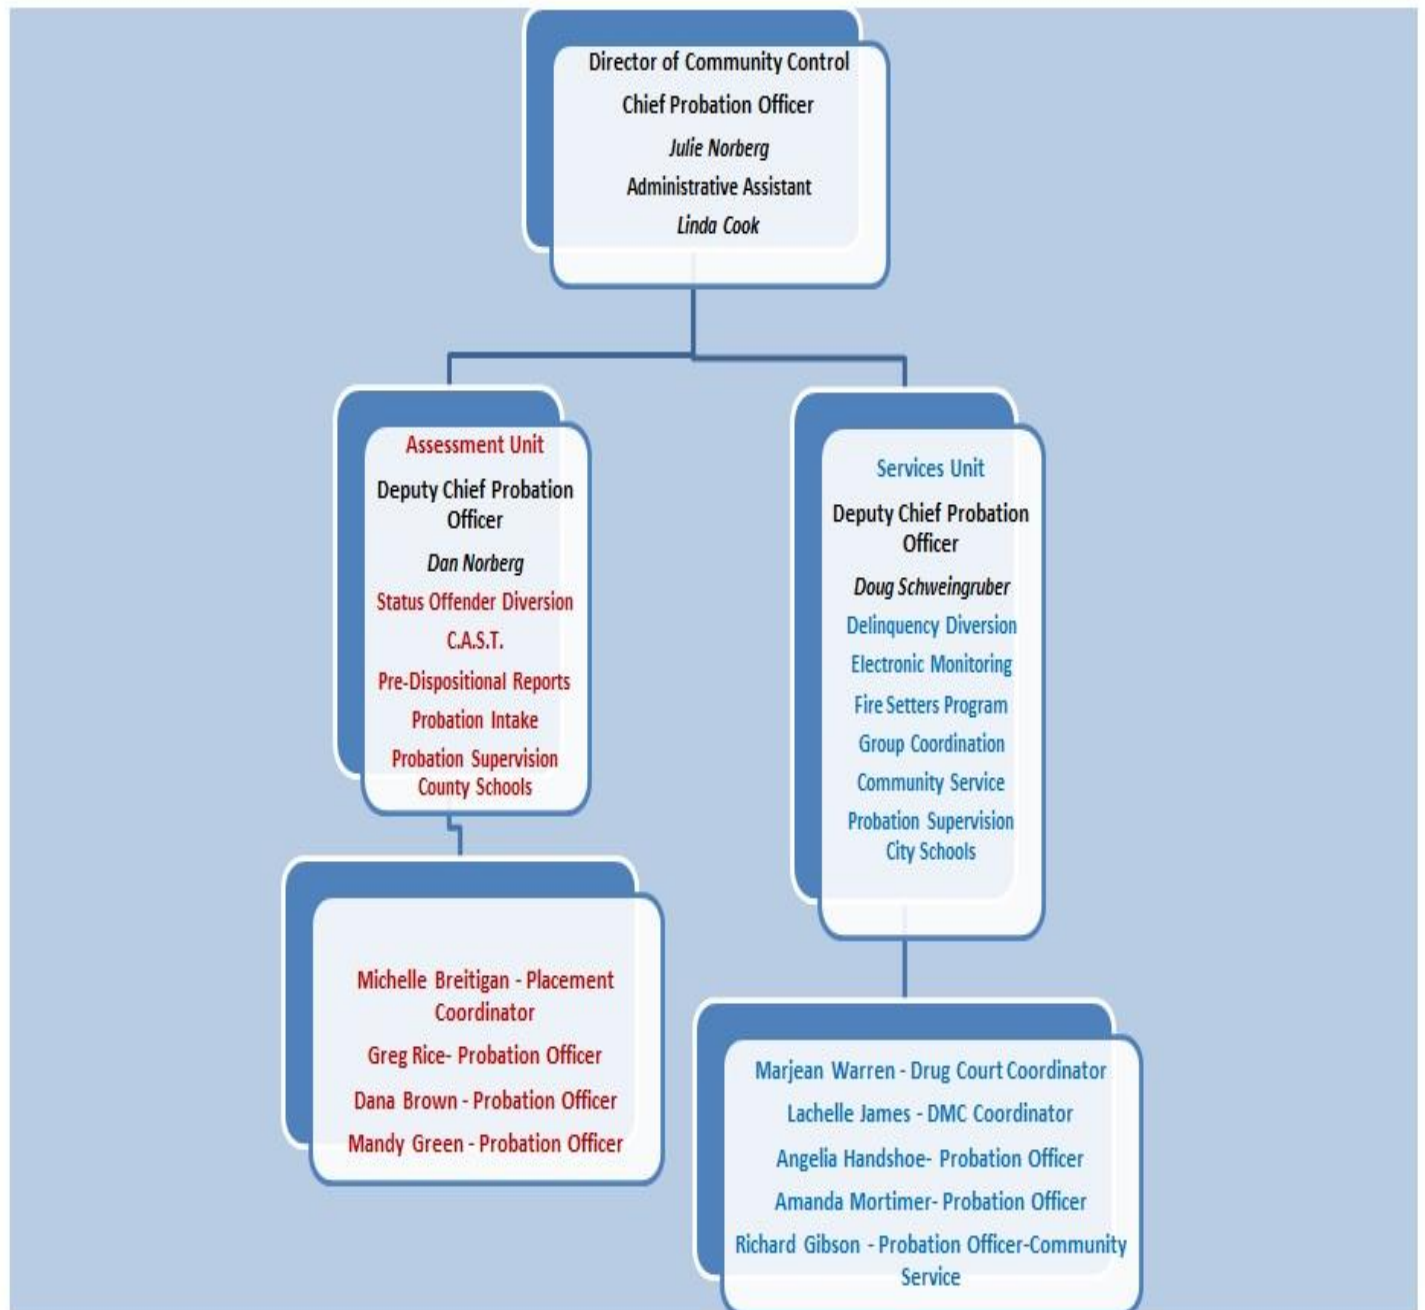 Director of Community Control
Chief Probation Officer
Julie Norberg
Administrative Assistant
Linda Cook
Assessment Unit
Deputy Chief Probation
Officer
Dan Norberg
Status Offender Diversion
C.A.S.T.
Pre-Dispositional Reports
Probation Intake
Probation Supervision
County Schools
Services Unit
Deputy Chief Probation
Officer
Doug Schweingruber
Delinquency Diversion
Electronic Monitoring
Fire Setters Program
Group Coordination
Community Service
Probation Supervision
City Schools
Michelle Breitigan - Placement
Coordinator
Greg Rice- Probation Officer
Dana Brown - Probation Officer
Mandy Green - Probation Officer
Marjean Warren - Drug Court Coordinator
Lachelle James - DMC Coordinator
Angelia Handshoe- Probation Officer
Amanda Mortimer- Probation Officer
Richard Gibson - Probation Officer-Community
Service